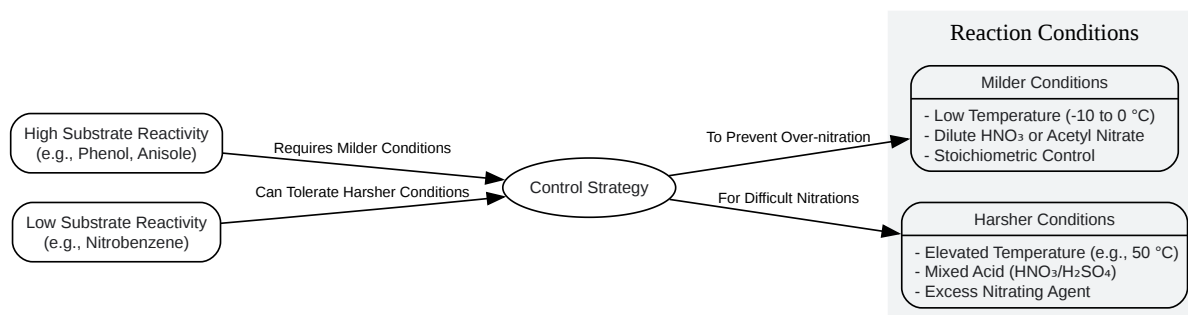 Reaction Conditions
High Substrate Reactivity
(e.g., Phenol, Anisole)
Low Substrate Reactivity
(e.g., Nitrobenzene)
Requires Milder Conditions
Can Tolerate Harsher Conditions
Control Strategy
To Prevent Over-nitration
For Difficult Nitrations
Milder Conditions
- Low Temperature (-10 to 0 °C)
- Dilute HNO₃ or Acetyl Nitrate
- Stoichiometric Control
Harsher Conditions
- Elevated Temperature (e.g., 50 °C)
- Mixed Acid (HNO₃/H₂SO₄)
- Excess Nitrating Agent